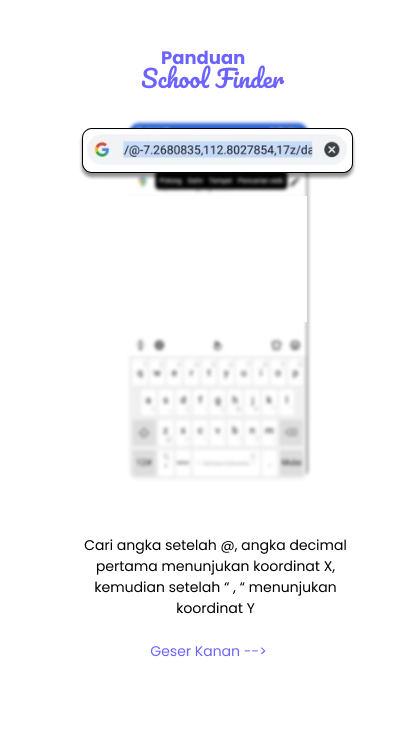 Panduan
School Finder
/@-7.2680835,112.8027854,17z/da
q w e r t y u i o p
a s d f g h j k l
z x c v b n m
Cari angka setelah @, angka decimal
pertama menunjukan koordinat X,
kemudian setelah “ , “ menunjukan
koordinat Y
Geser Kanan -->